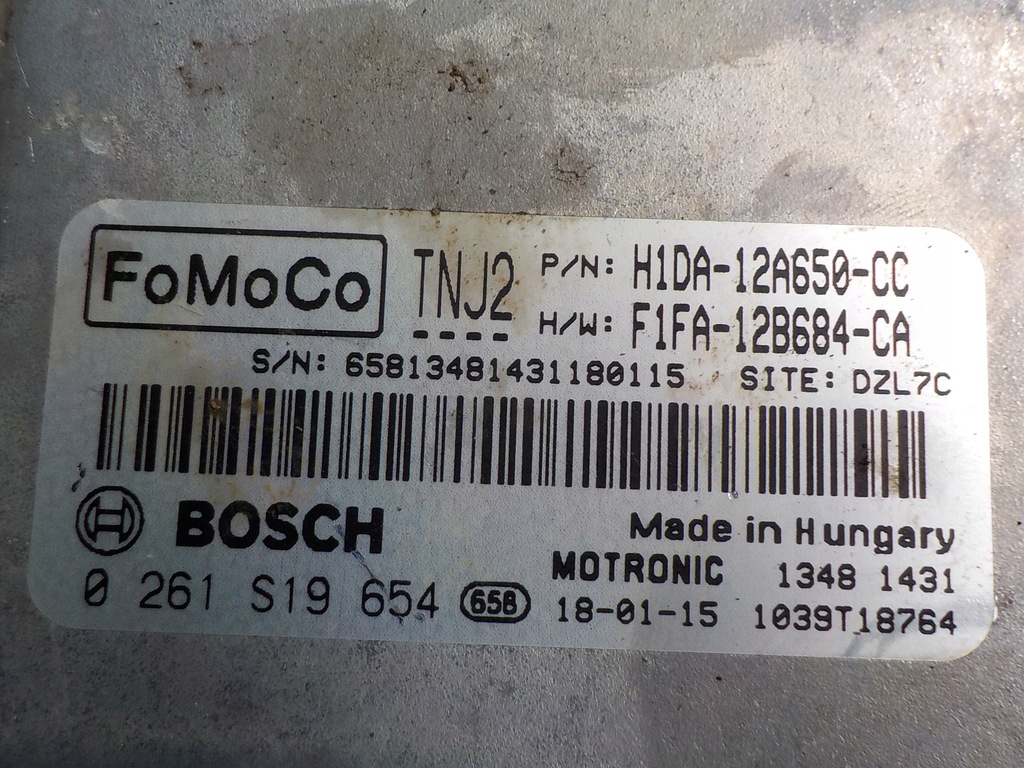 FoMoCo TNJ2 P/N: H1DA-12A650-CC
H/W: F1FA-12B684-CA
S/N: 65813481431180115 SITE: DZL7C
BOSCH Made in Hungary
MOTRONIC 1348 1431
0 261 S19 654 658 18-01-15 1039T18764